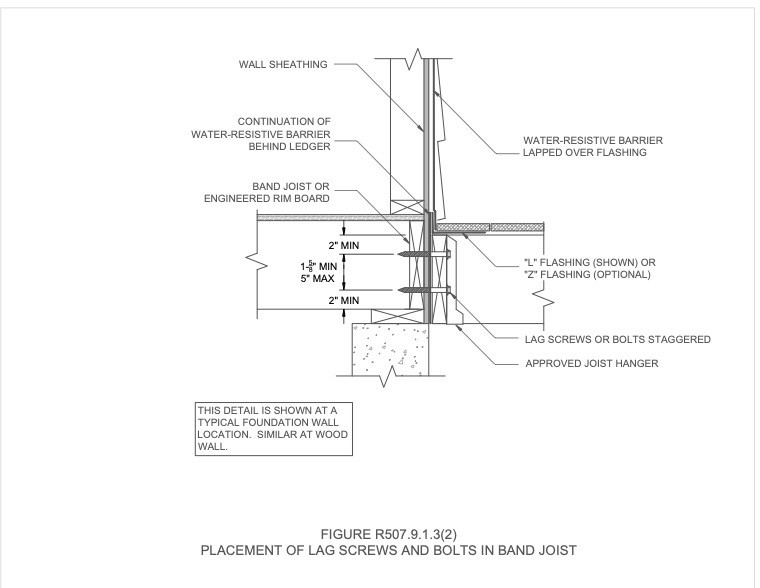 WALL SHEATHING
CONTINUATION OF
WATER-RESISTIVE BARRIER
BEHIND LEDGER
WATER-RESISTIVE BARRIER
LAPPED OVER FLASHING
BAND JOIST OR
ENGINEERED RIM BOARD
2" MIN
1-5/8" MIN
5" MAX
2" MIN
"L" FLASHING (SHOWN) OR
"Z" FLASHING (OPTIONAL)
LAG SCREWS OR BOLTS STAGGERED
APPROVED JOIST HANGER
THIS DETAIL IS SHOWN AT A
TYPICAL FOUNDATION WALL
LOCATION. SIMILAR AT WOOD
WALL.
FIGURE R507.9.1.3(2)
PLACEMENT OF LAG SCREWS AND BOLTS IN BAND JOIST